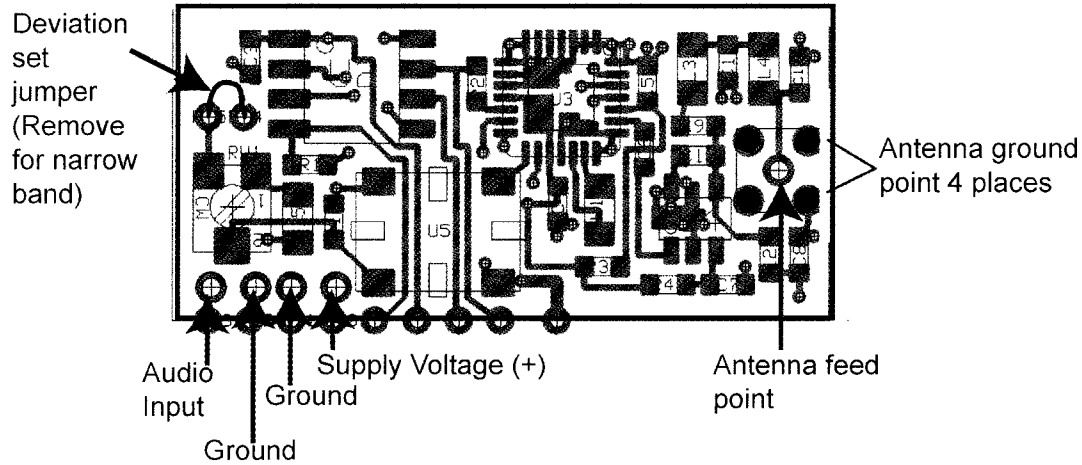 Deviation
set
jumper
(Remove
for narrow
band)
U3
U5
Antenna ground
point 4 places
Audio
Input
Ground
Ground
Supply Voltage (+)
Antenna feed
point